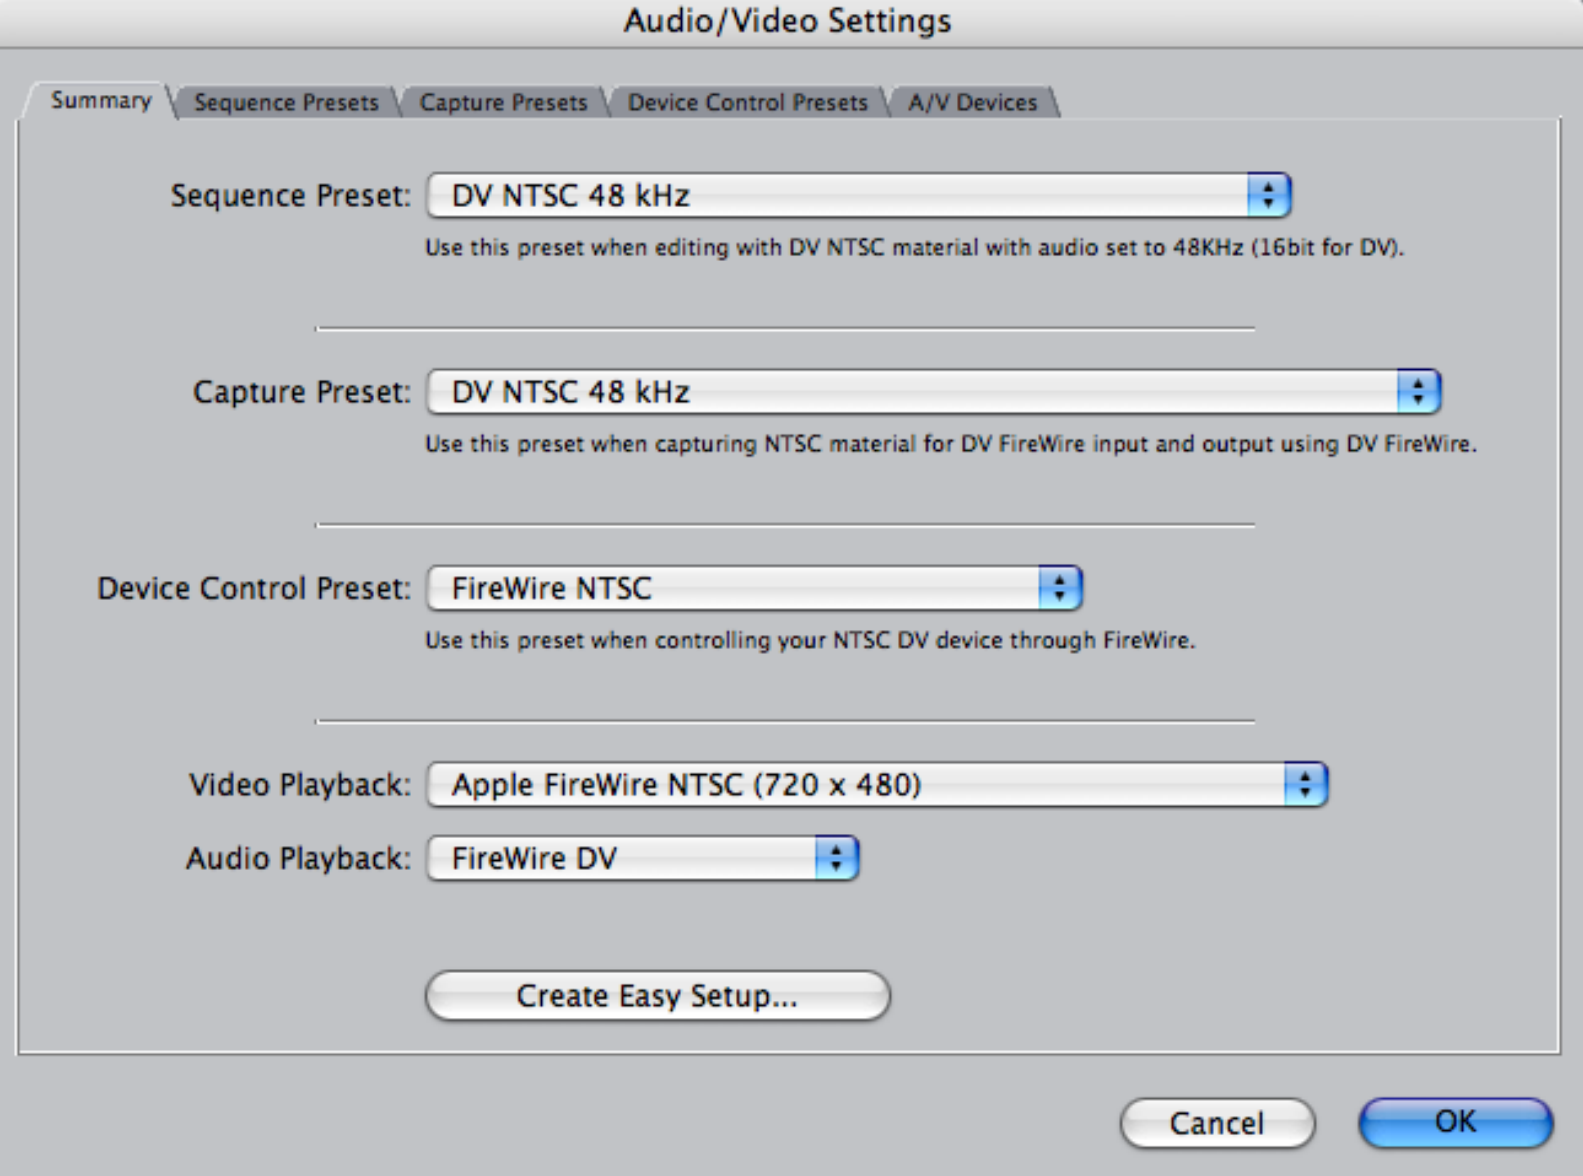 Audio/Video Settings
Summary
Sequence Presets
Capture Presets
Device Control Presets
A/V Devices
Sequence Preset: DV NTSC 48 kHz
Use this preset when editing with DV NTSC material with audio set to 48KHz (16bit for DV).
Capture Preset: DV NTSC 48 kHz
Use this preset when capturing NTSC material for DV FireWire input and output using DV FireWire.
Device Control Preset: FireWire NTSC
Use this preset when controlling your NTSC DV device through FireWire.
Video Playback: Apple FireWire NTSC (720 x 480)
Audio Playback: FireWire DV
Create Easy Setup...
Cancel
OK